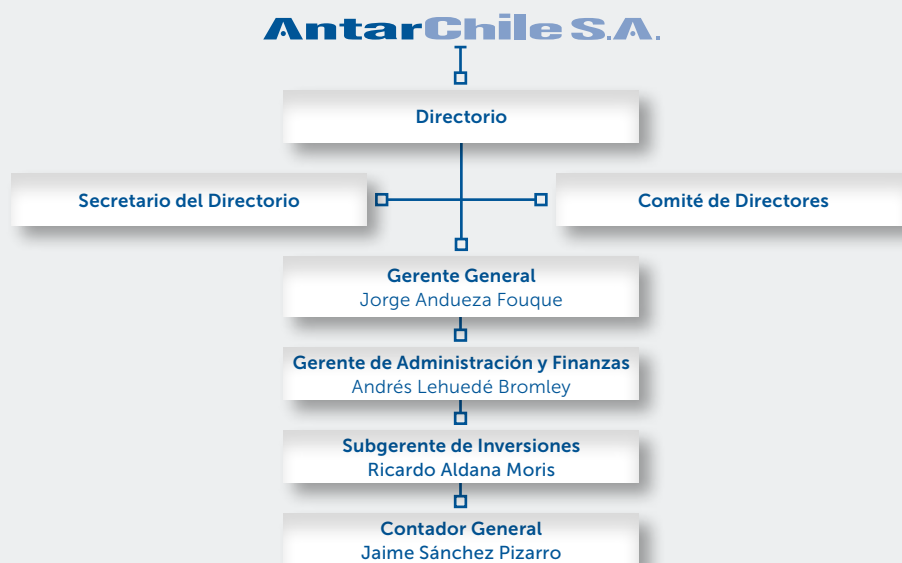 AntarChile S.A.
Directorio
Secretario del Directorio
Comité de Directores
Gerente General
Jorge Andueza Fouque
Gerente de Administración y Finanzas
Andrés Lehuedé Bromley
Subgerente de Inversiones
Ricardo Aldana Moris
Contador General
Jaime Sánchez Pizarro